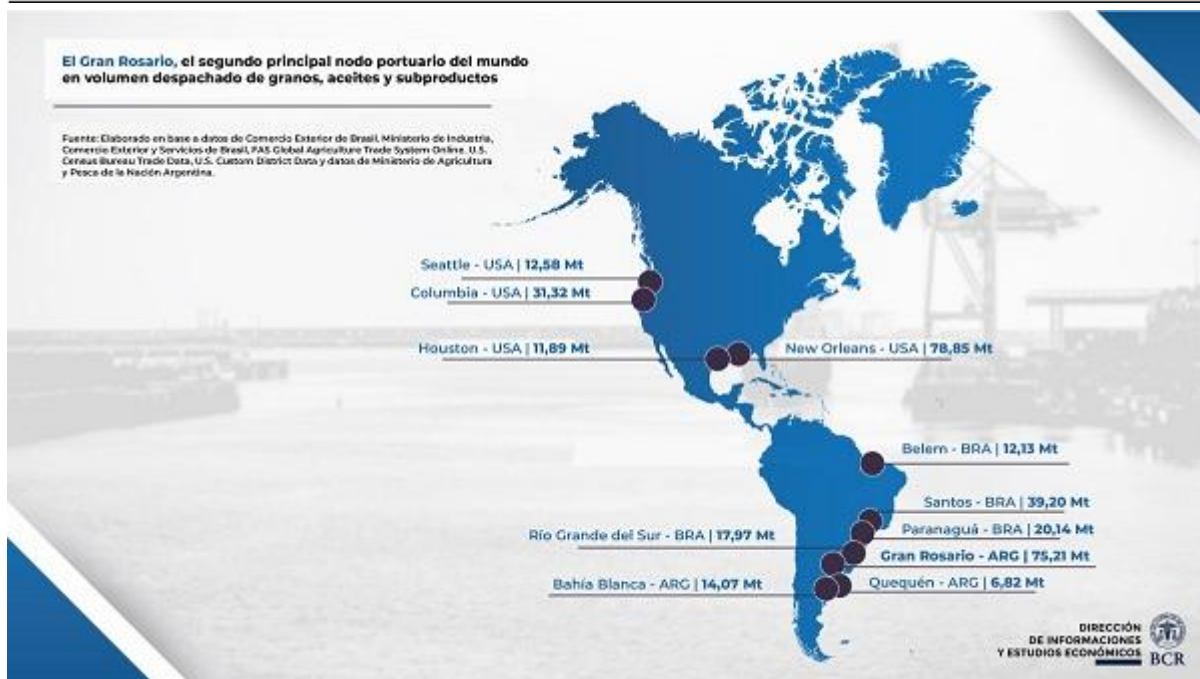 El Gran Rosario, el segundo principal nodo portuario del mundo
en volumen despachado de granos, aceites y subproductos
Fuente: Elaborado en base a datos de Comercio Exterior de Brasil, Ministerio de Industria,
Comercio Exterior y Servicios de Brasil, FAS Global Agriculture Trade System Online. U.S.
Census Bureau Trade Data, U.S. Custom District Data y datos de Ministerio de Agricultura
y Pesca de la Nación Argentina.
Seattle - USA | 12,58 Mt
Columbia - USA | 31,32 Mt
Houston - USA | 11,89 Mt
New Orleans - USA | 78,85 Mt
Belem - BRA | 12,13 Mt
Santos - BRA | 39,20 Mt
Paranaguá - BRA | 20,14 Mt
Río Grande del Sur - BRA | 17,97 Mt
Gran Rosario - ARG | 75,21 Mt
Bahía Blanca - ARG | 14,07 Mt
Quequén - ARG | 6,82 Mt
DIRECCIÓN
DE INFORMACIONES
Y ESTUDIOS ECONÓMICOS
BCR